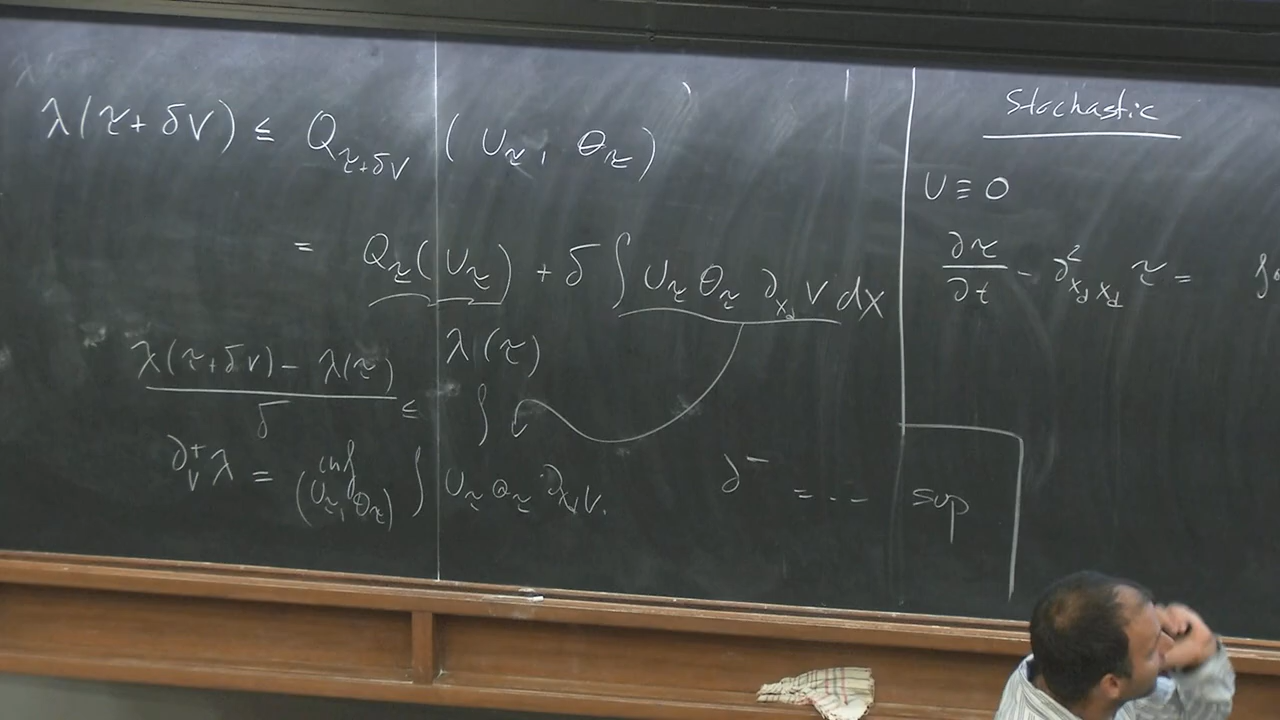 λ(τ+δv) ≤ Q_{τ+δv} (U_τ, θ_τ)
= Q_τ(U_τ) + δ ∫ U_τ θ_τ ∂_{x_d} v dx
λ(τ)
(λ(τ+δv) − λ(τ)) / δ ≤ ∫
∂_v^+ λ = inf_{(U_τ, θ_τ)} ∫ U_τ θ_τ ∂_{x_d} v.
∂^- = --- sup
Stochastic
U ≡ 0
∂τ/∂t − ∂²_{x_d x_d} τ =